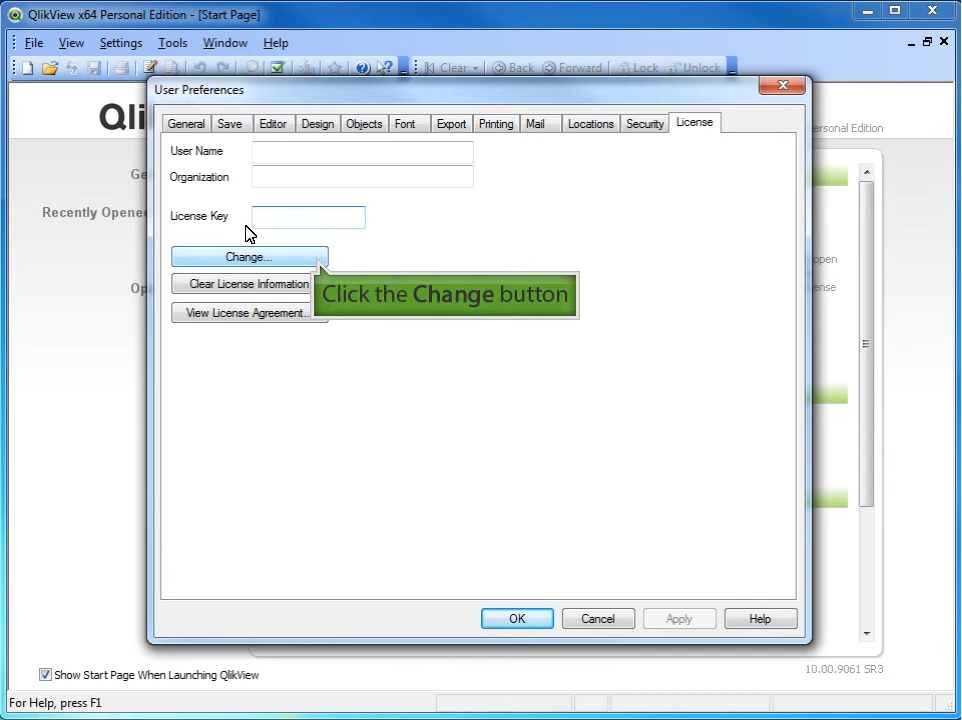 QlikView x64 Personal Edition - [Start Page]
File View Settings Tools Window Help
Clear Back Forward Lock Unlock
User Preferences
Qli
General Save Editor Design Objects Font Export Printing Mail Locations Security License
ersonal Edition
User Name
Organization
Ge
Recently Opene
License Key
Change...
open
Clear License Information
ense
Op
Click the Change button
View License Agreement...
OK Cancel Apply Help
Show Start Page When Launching QlikView
10.00.9061 SR3
For Help, press F1